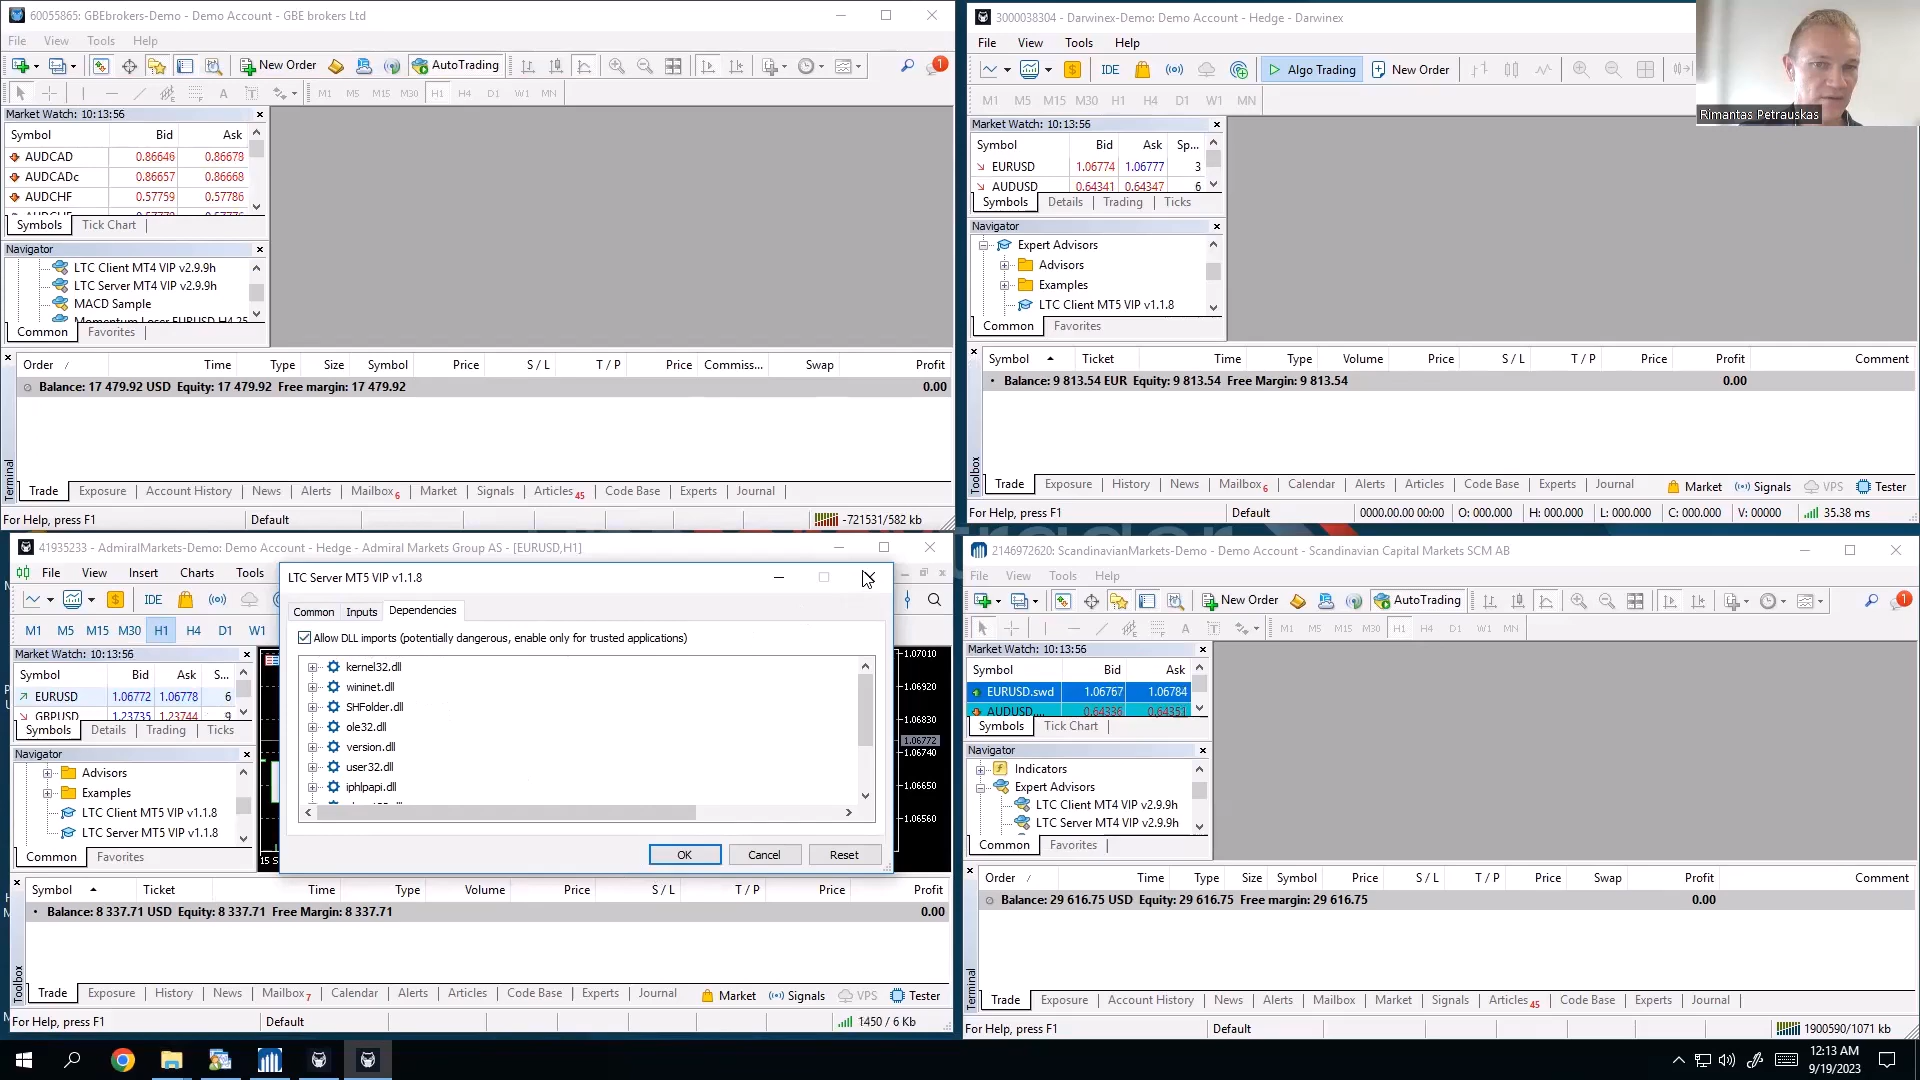 60055865: GBEbrokers-Demo - Demo Account - GBE brokers Ltd
File View Tools Help
New Order AutoTrading 1
M1 M5 M15 M30 H1 H4 D1 W1 MN
Market Watch: 10:13:56
Symbol Bid Ask
AUDCAD 0.86646 0.86678
AUDCADc 0.86657 0.86668
AUDCHF 0.57759 0.57786
Symbols Tick Chart
Navigator
LTC Client MT4 VIP v2.9.9h
LTC Server MT4 VIP v2.9.9h
MACD Sample
Momentum Loser EURUSD H4 25
Common Favorites
Order / Time Type Size Symbol Price S / L T / P Price Commiss... Swap Profit
Balance: 17 479.92 USD Equity: 17 479.92 Free margin: 17 479.92 0.00
Terminal
Trade Exposure Account History News Alerts Mailbox 6 Market Signals Articles 45 Code Base Experts Journal
For Help, press F1 Default -721531/582 kb
3000038304 - Darwinex-Demo: Demo Account - Hedge - Darwinex
File View Tools Help
IDE Algo Trading New Order
M1 M5 M15 M30 H1 H4 D1 W1 MN
Rimantas Petrauskas
Market Watch: 10:13:56
Symbol Bid Ask Sp...
EURUSD 1.06774 1.06777 3
AUDUSD 0.64341 0.64347 6
Symbols Details Trading Ticks
Navigator
Expert Advisors
Advisors
Examples
LTC Client MT5 VIP v1.1.8
Common Favorites
Symbol Ticket Time Type Volume Price S / L T / P Price Profit Comment
Balance: 9 813.54 EUR Equity: 9 813.54 Free Margin: 9 813.54 0.00
Toolbox
Trade Exposure History News Mailbox 6 Calendar Alerts Articles Code Base Experts Journal Market Signals VPS Tester
For Help, press F1 Default 0000.00.00 00:00 O: 000.000 H: 000.000 L: 000.000 C: 000.000 V: 00000 35.38 ms
41935233 - AdmiralMarkets-Demo: Demo Account - Hedge - Admiral Markets Group AS - [EURUSD,H1]
File View Insert Charts Tools
IDE
M1 M5 M15 M30 H1 H4 D1 W1
Market Watch: 10:13:56
Symbol Bid Ask S...
EURUSD 1.06772 1.06778 6
GBPUSD 1.23735 1.23744 9
Symbols Details Trading Ticks
Navigator
Advisors
Examples
LTC Client MT5 VIP v1.1.8
LTC Server MT5 VIP v1.1.8
Common Favorites
LTC Server MT5 VIP v1.1.8
Common Inputs Dependencies
Allow DLL imports (potentially dangerous, enable only for trusted applications)
kernel32.dll
wininet.dll
SHFolder.dll
ole32.dll
version.dll
user32.dll
iphlpapi.dll
OK Cancel Reset
1.07010
1.06920
1.06830
1.06772
1.06740
1.06650
1.06560
15 S
Symbol Ticket Time Type Volume Price S / L T / P Price Profit
Balance: 8 337.71 USD Equity: 8 337.71 Free Margin: 8 337.71 0.00
Toolbox
Trade Exposure History News Mailbox 7 Calendar Alerts Articles Code Base Experts Journal Market Signals VPS Tester
For Help, press F1 Default 1450 / 6 Kb
2146972620: ScandinavianMarkets-Demo - Demo Account - Scandinavian Capital Markets SCM AB
File View Tools Help
New Order AutoTrading 1
M1 M5 M15 M30 H1 H4 D1 W1 MN
Market Watch: 10:13:56
Symbol Bid Ask
EURUSD.swd 1.06767 1.06784
AUDUSD.... 0.64336 0.64351
Symbols Tick Chart
Navigator
Indicators
Expert Advisors
LTC Client MT4 VIP v2.9.9h
LTC Server MT4 VIP v2.9.9h
Common Favorites
Order / Time Type Size Symbol Price S / L T / P Price Swap Profit Comment
Balance: 29 616.75 USD Equity: 29 616.75 Free margin: 29 616.75 0.00
Terminal
Trade Exposure Account History News Alerts Mailbox Market Signals Articles 45 Code Base Experts Journal
For Help, press F1 Default 1900590/1071 kb
12:13 AM
9/19/2023